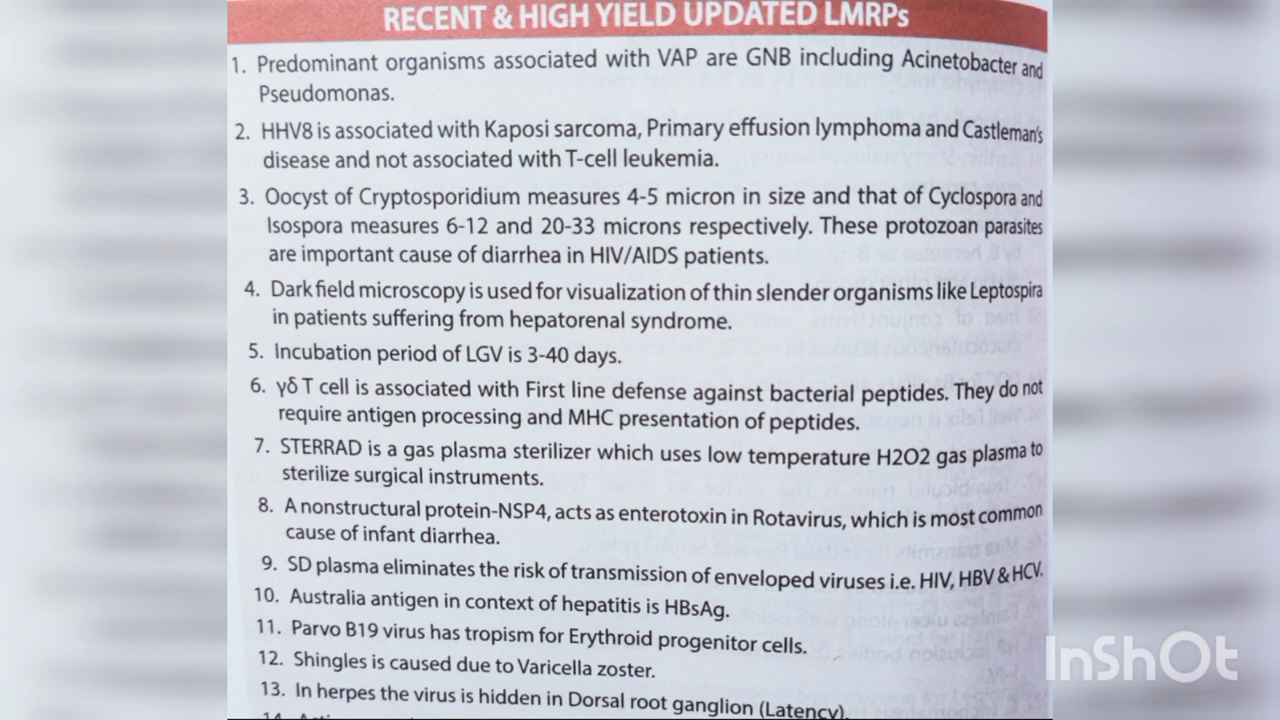 RECENT & HIGH YIELD UPDATED LMRPs
1. Predominant organisms associated with VAP are GNB including Acinetobacter and
Pseudomonas.
2. HHV8 is associated with Kaposi sarcoma, Primary effusion lymphoma and Castleman's
disease and not associated with T-cell leukemia.
3. Oocyst of Cryptosporidium measures 4-5 micron in size and that of Cyclospora and
Isospora measures 6-12 and 20-33 microns respectively. These protozoan parasites
are important cause of diarrhea in HIV/AIDS patients.
4. Dark field microscopy is used for visualization of thin slender organisms like Leptospira
in patients suffering from hepatorenal syndrome.
5. Incubation period of LGV is 3-40 days.
6. γδ T cell is associated with First line defense against bacterial peptides. They do not
require antigen processing and MHC presentation of peptides.
7. STERRAD is a gas plasma sterilizer which uses low temperature H2O2 gas plasma to
sterilize surgical instruments.
8. A nonstructural protein-NSP4, acts as enterotoxin in Rotavirus, which is most common
cause of infant diarrhea.
9. SD plasma eliminates the risk of transmission of enveloped viruses i.e. HIV, HBV & HCV.
10. Australia antigen in context of hepatitis is HBsAg.
11. Parvo B19 virus has tropism for Erythroid progenitor cells.
12. Shingles is caused due to Varicella zoster.
13. In herpes the virus is hidden in Dorsal root ganglion (Latency).
InShOt